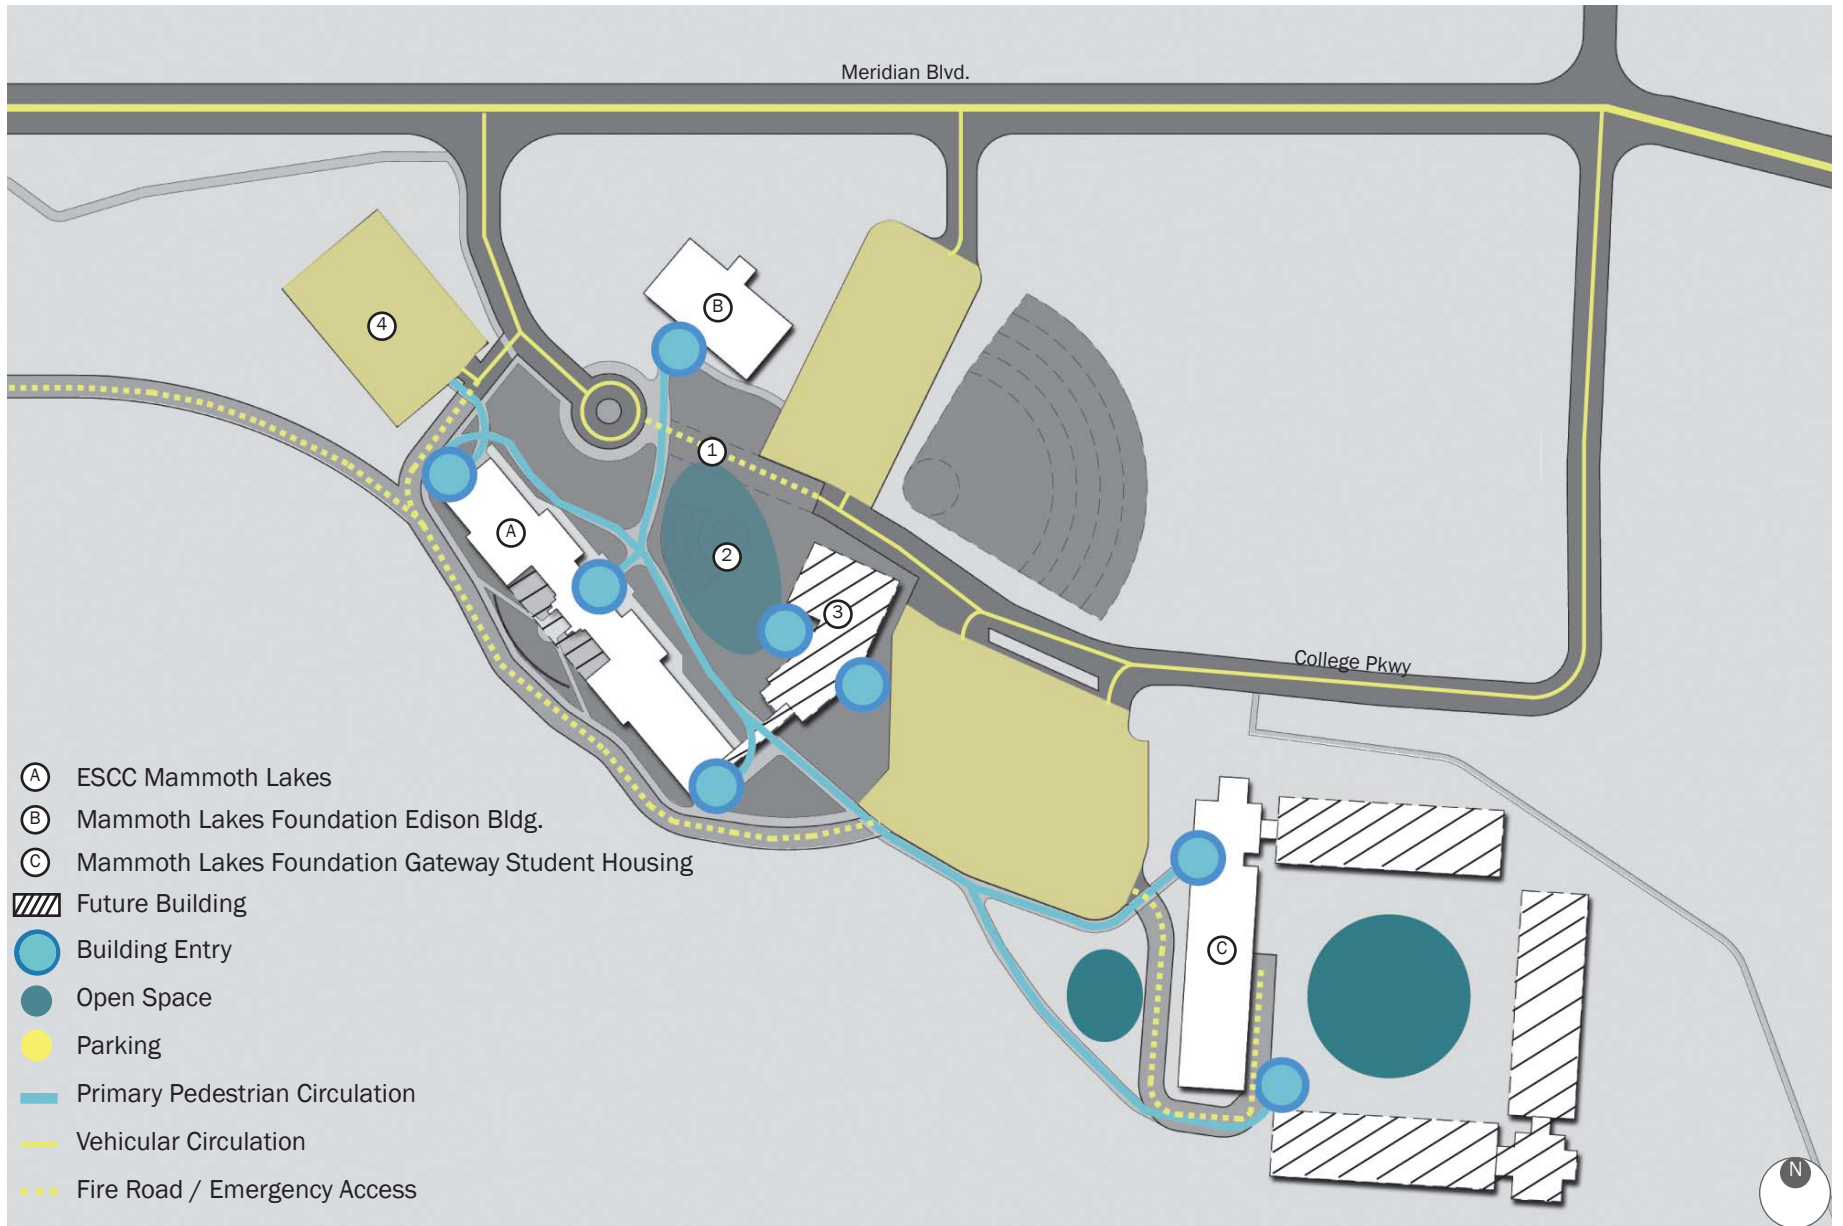 Meridian Blvd.
B
4
1
A
2
3
College Pkwy
C
A ESCC Mammoth Lakes
B Mammoth Lakes Foundation Edison Bldg.
C Mammoth Lakes Foundation Gateway Student Housing
Future Building
Building Entry
Open Space
Parking
Primary Pedestrian Circulation
Vehicular Circulation
Fire Road / Emergency Access
N